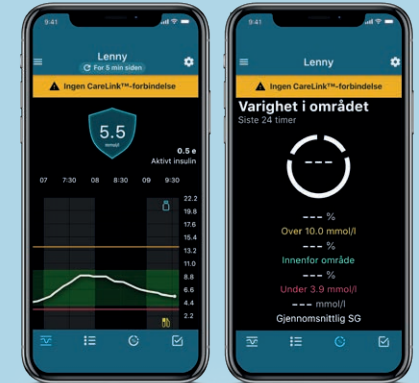 9:41
Lenny
For 5 min siden
Ingen CareLink™-forbindelse
5.5
mmol/l
0.5 e
Aktivt insulin
07 7:30 08 8:30 09 9:30
22.2
19.8
17.6
15.4
13.2
11.0
8.8
6.6
4.4
2.2
9:41
Lenny
Ingen CareLink™-forbindelse
Varighet i området
Siste 24 timer
---
--- %
Over 10.0 mmol/l
--- %
Innenfor område
--- %
Under 3.9 mmol/l
--- mmol/l
Gjennomsnittlig SG